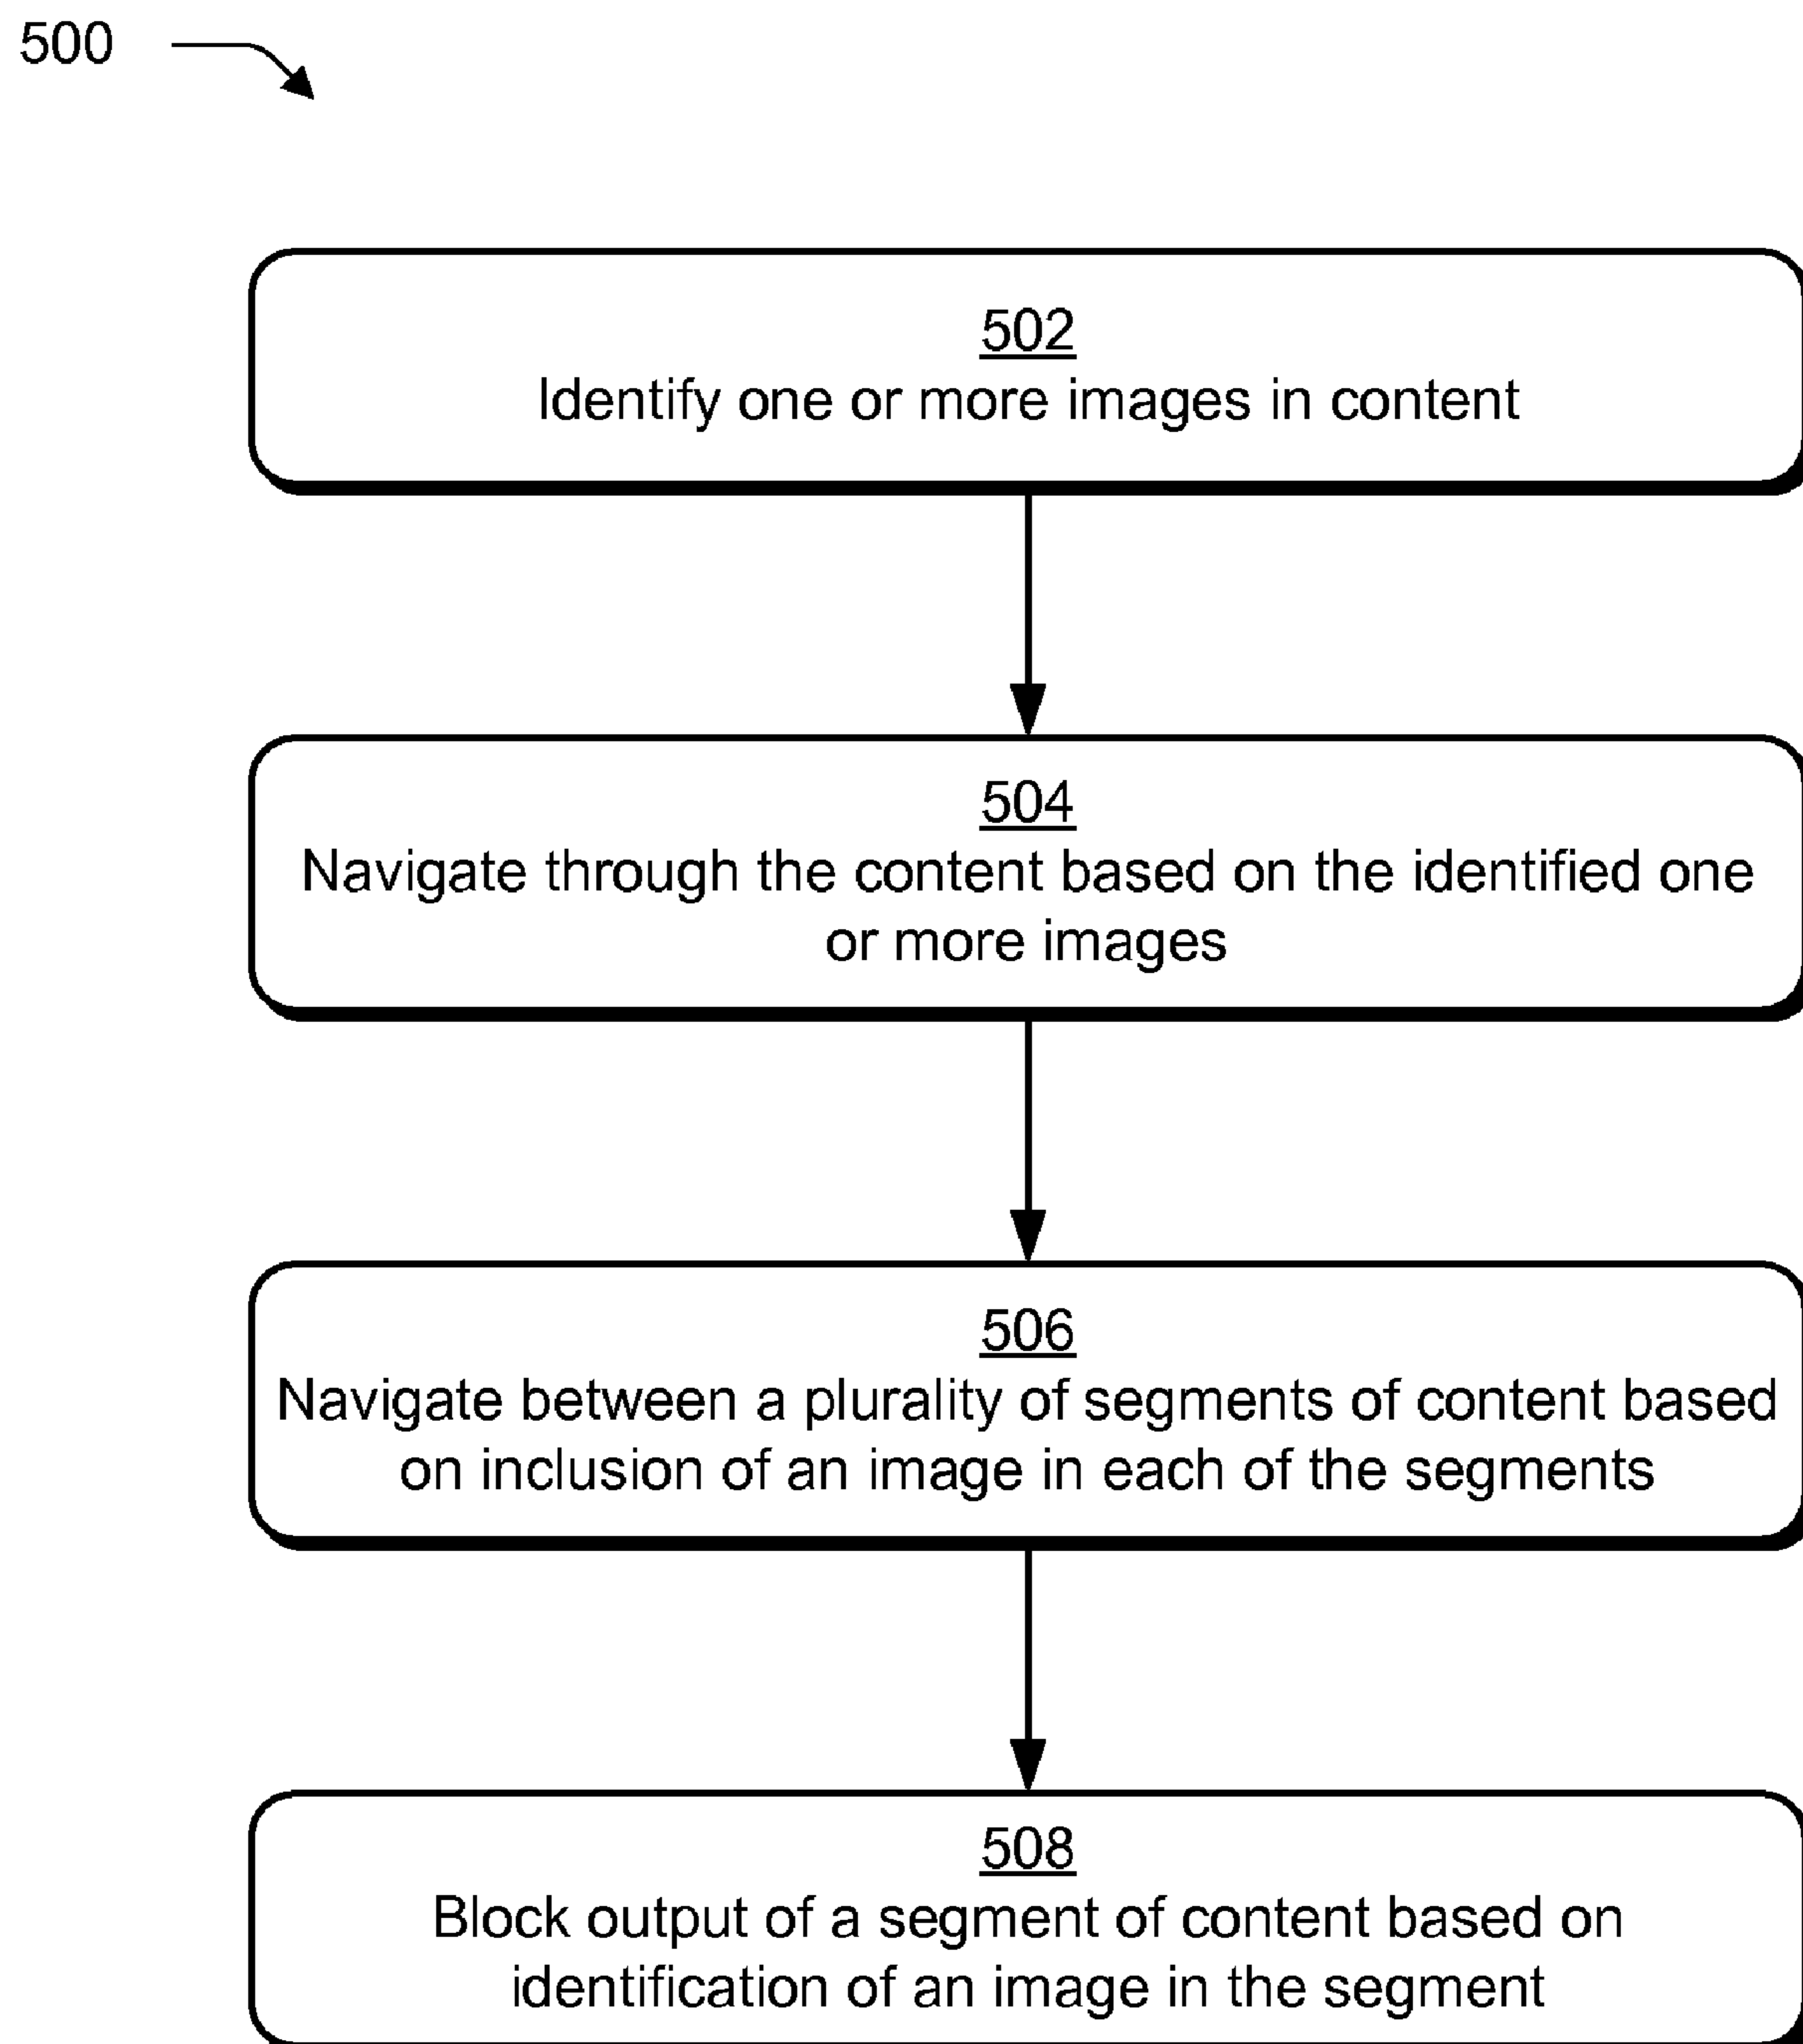 500
502
Identify one or more images in content
504
Navigate through the content based on the identified one
or more images
506
Navigate between a plurality of segments of content based
on inclusion of an image in each of the segments
508
Block output of a segment of content based on
identification of an image in the segment